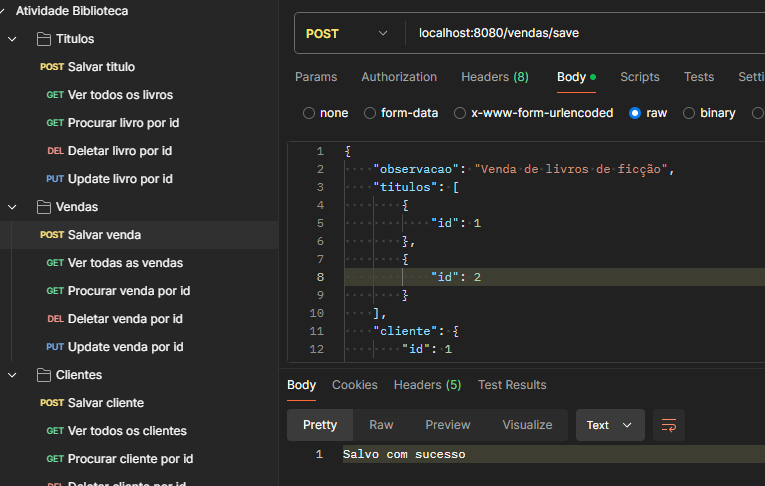 Atividade Biblioteca
Titulos
POST Salvar titulo
GET Ver todos os livros
GET Procurar livro por id
DEL Deletar livro por id
PUT Update livro por id
Vendas
POST Salvar venda
GET Ver todas as vendas
GET Procurar venda por id
DEL Deletar venda por id
PUT Update venda por id
Clientes
POST Salvar cliente
GET Ver todos os clientes
GET Procurar cliente por id
DEL Deletar cliente por id
POST localhost:8080/vendas/save
Params Authorization Headers (8) Body Scripts Tests Setti
none form-data x-www-form-urlencoded raw binary
1 {
2 "observacao": "Venda de livros de ficção",
3 "titulos": [
4 {
5 "id": 1
6 },
7 {
8 "id": 2
9 }
10 ],
11 "cliente": {
12 "id": 1
Body Cookies Headers (5) Test Results
Pretty Raw Preview Visualize Text
1 Salvo com sucesso